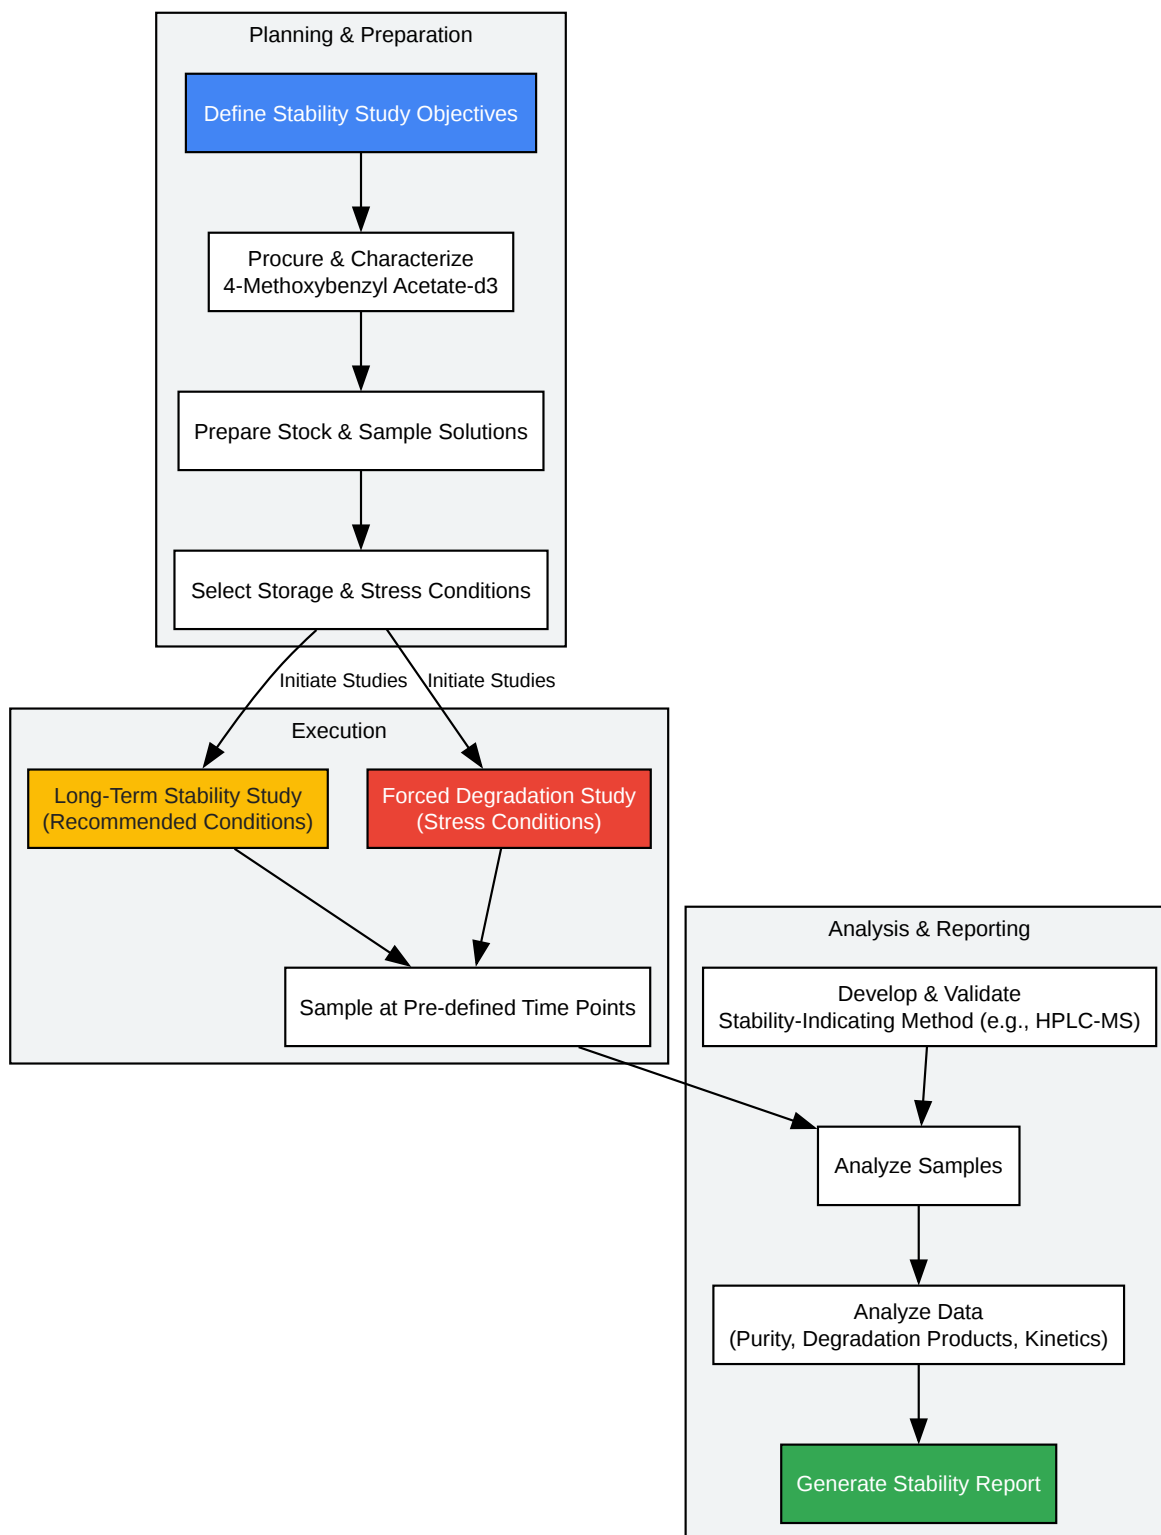 Planning & Preparation
Define Stability Study Objectives
Procure & Characterize
4-Methoxybenzyl Acetate-d3
Prepare Stock & Sample Solutions
Select Storage & Stress Conditions
Initiate Studies
Initiate Studies
Execution
Long-Term Stability Study
(Recommended Conditions)
Forced Degradation Study
(Stress Conditions)
Sample at Pre-defined Time Points
Analysis & Reporting
Develop & Validate
Stability-Indicating Method (e.g., HPLC-MS)
Analyze Samples
Analyze Data
(Purity, Degradation Products, Kinetics)
Generate Stability Report